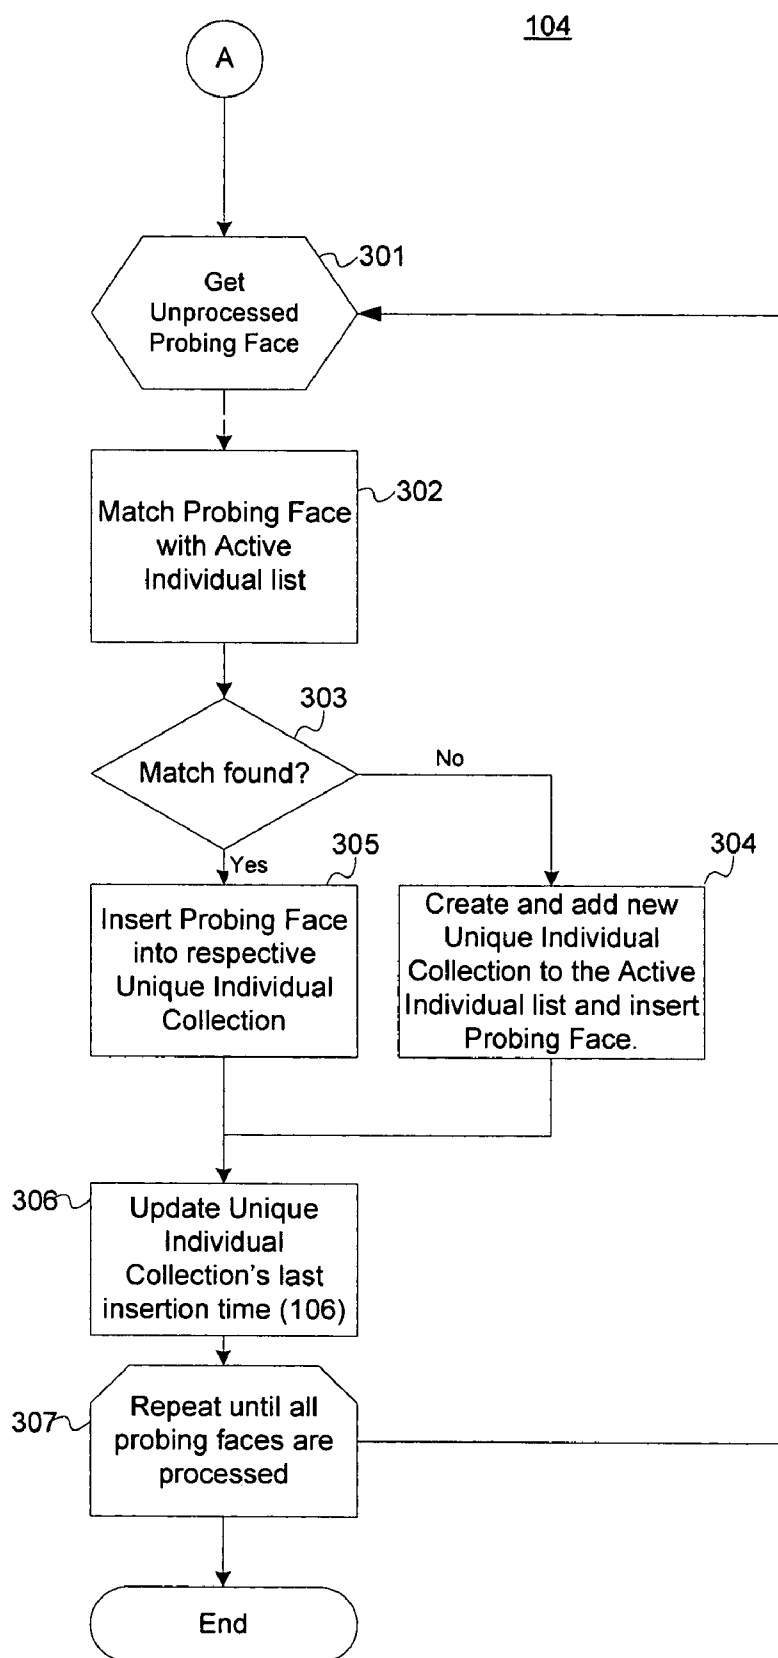 104
A
301
Get
Unprocessed
Probing Face
302
Match Probing Face
with Active
Individual list
303
Match found?
No
Yes
305
304
Insert Probing Face
into respective
Unique Individual
Collection
Create and add new
Unique Individual
Collection to the Active
Individual list and insert
Probing Face.
306
Update Unique
Individual
Collection's last
insertion time (106)
307
Repeat until all
probing faces are
processed
End